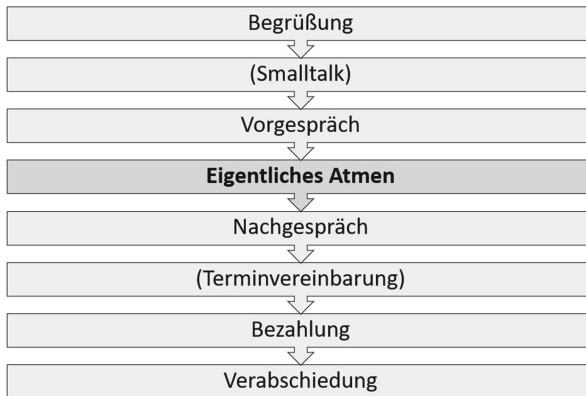 Begrüßung
(Smalltalk)
Vorgespräch
Eigentliches Atmen
Nachgespräch
(Terminvereinbarung)
Bezahlung
Verabschiedung